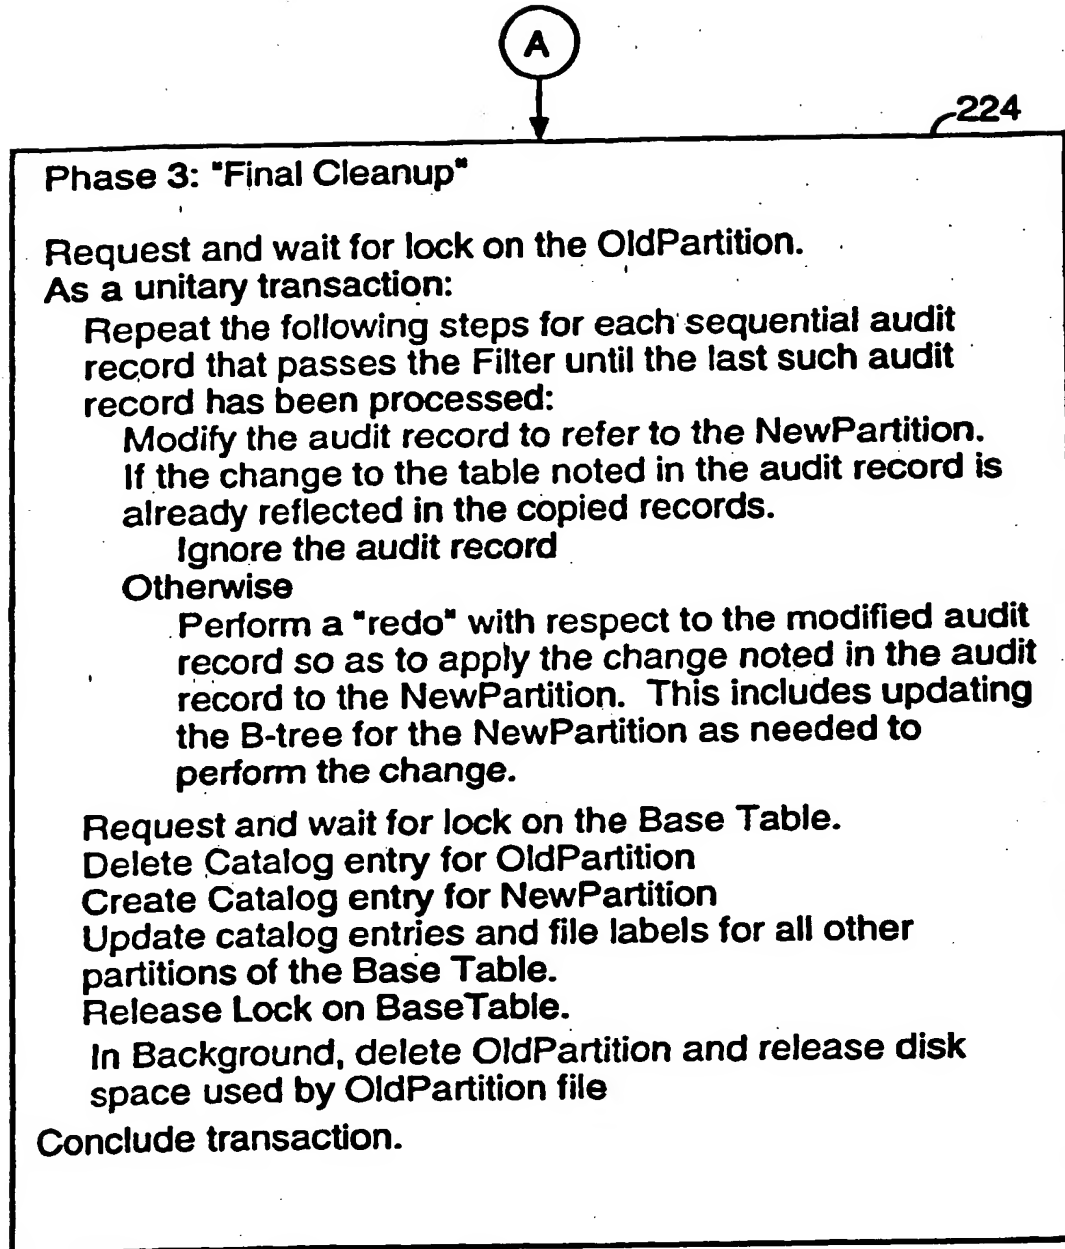 A
224
Phase 3: "Final Cleanup"
Request and wait for lock on the OldPartition.
As a unitary transaction:
Repeat the following steps for each sequential audit
record that passes the Filter until the last such audit
record has been processed:
Modify the audit record to refer to the NewPartition.
If the change to the table noted in the audit record is
already reflected in the copied records.
Ignore the audit record
Otherwise
Perform a "redo" with respect to the modified audit
record so as to apply the change noted in the audit
record to the NewPartition. This includes updating
the B-tree for the NewPartition as needed to
perform the change.
Request and wait for lock on the Base Table.
Delete Catalog entry for OldPartition
Create Catalog entry for NewPartition
Update catalog entries and file labels for all other
partitions of the Base Table.
Release Lock on BaseTable.
In Background, delete OldPartition and release disk
space used by OldPartition file
Conclude transaction.